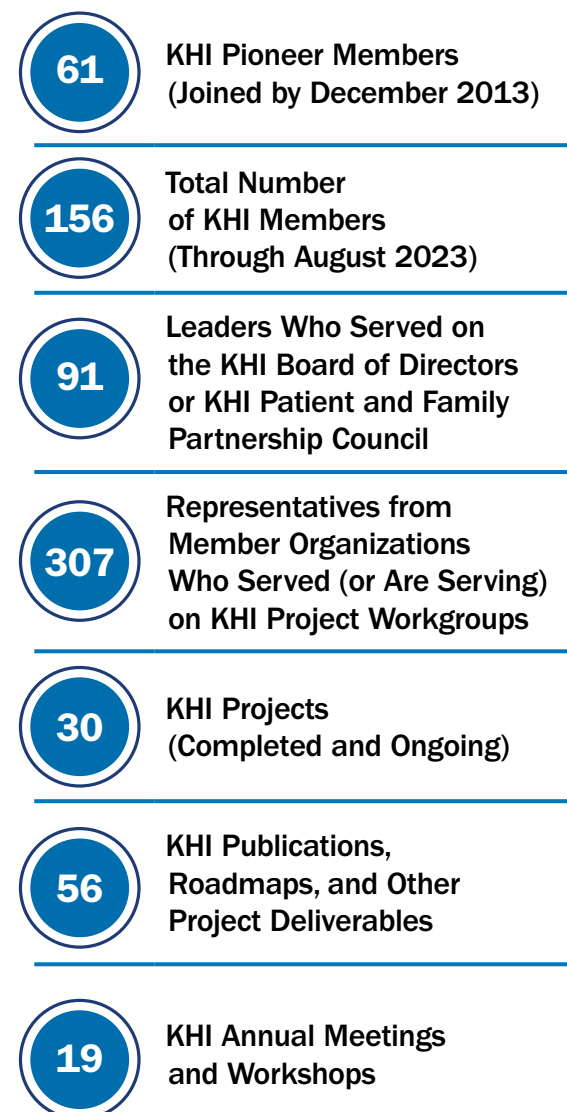 61
KHI Pioneer Members
(Joined by December 2013)
156
Total Number
of KHI Members
(Through August 2023)
91
Leaders Who Served on
the KHI Board of Directors
or KHI Patient and Family
Partnership Council
307
Representatives from
Member Organizations
Who Served (or Are Serving)
on KHI Project Workgroups
30
KHI Projects
(Completed and Ongoing)
56
KHI Publications,
Roadmaps, and Other
Project Deliverables
19
KHI Annual Meetings
and Workshops